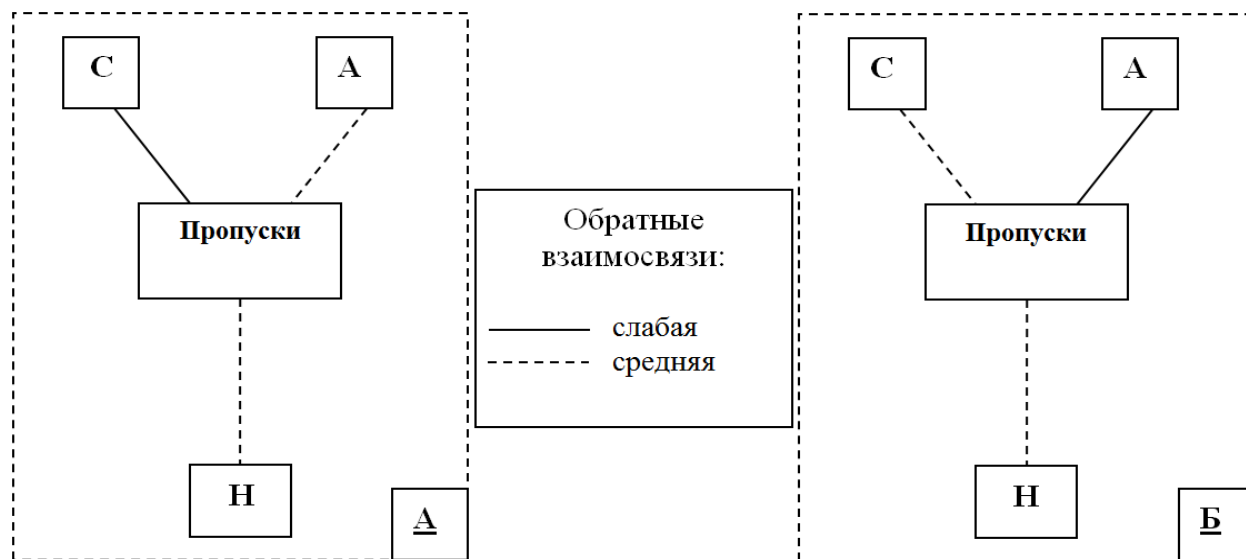 С
А
Пропуски
Н
А
Обратные
взаимосвязи:
слабая
средняя
С
А
Пропуски
Н
Б